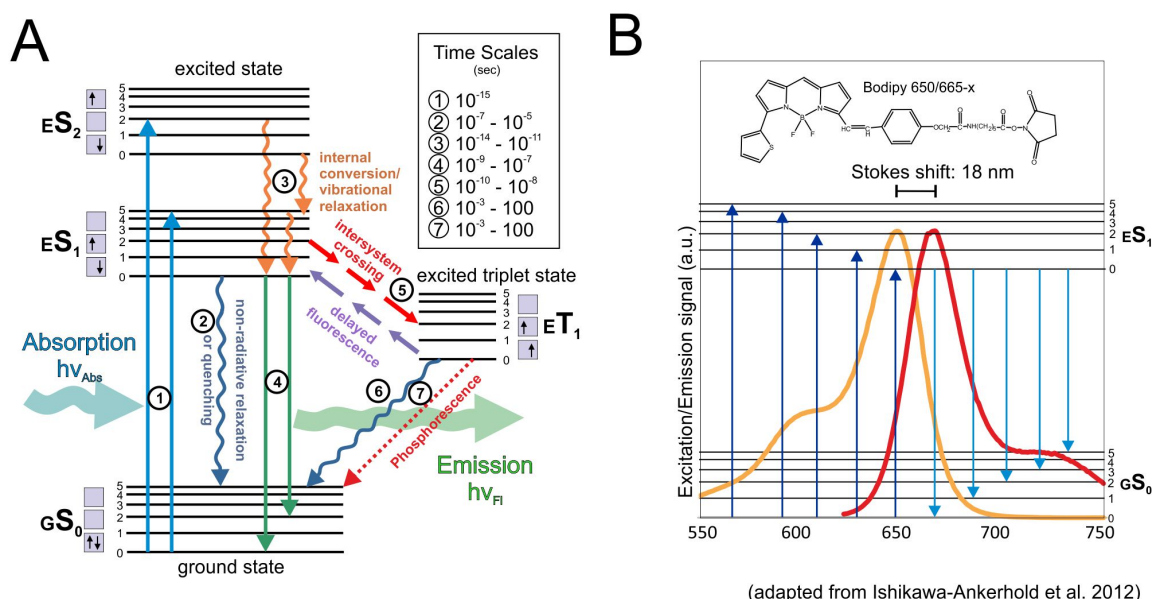 A
excited state
5
4
3
2
1
0
ES2
internal
conversion/
vibrational
relaxation
3
5
4
3
2
1
0
ES1
intersystem
crossing
5
delayed
fluorescence
Time Scales
(sec)
1 10-15
2 10-7 - 10-5
3 10-14 - 10-11
4 10-9 - 10-7
5 10-10 - 10-8
6 10-3 - 100
7 10-3 - 100
excited triplet state
5
4
3
2
1
0
ET1
Absorption
hνAbs
1
2
or quenching
non-radiative relaxation
4
6
7
Phosphorescence
Emission
hνFl
5
4
3
2
1
0
GS0
ground state
B
Bodipy 650/665-x
N
N
B
F
F
S
HC
C
H
OCH2
C
O
NH(CH2)5
C
O
O
N
O
O
Stokes shift: 18 nm
Excitation/Emission signal (a.u.)
5
4
3
2
1
0
ES1
5
4
3
2
1
0
GS0
550
600
650
700
750
(adapted from Ishikawa-Ankerhold et al. 2012)